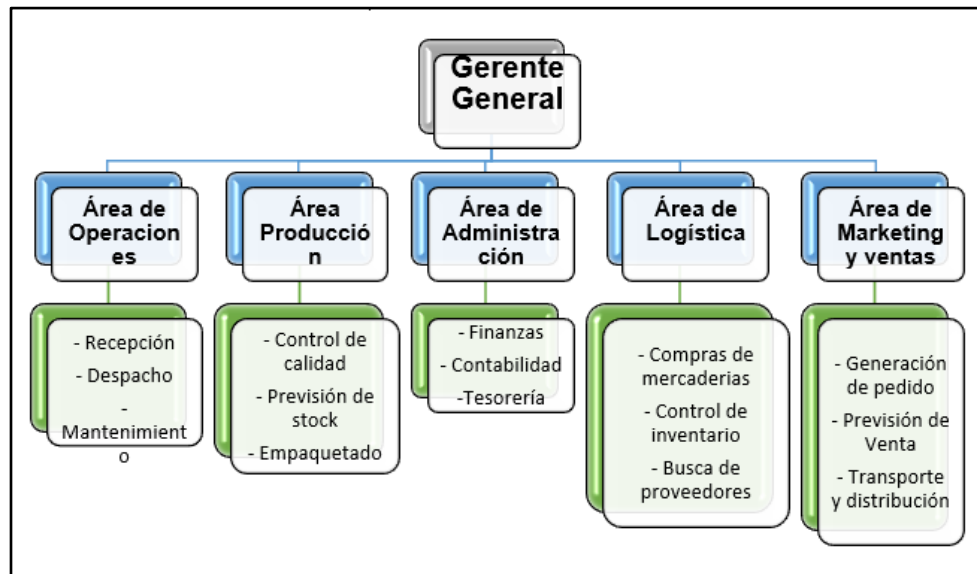 Gerente
General
Área de
Operacion
es
Área
Producció
n
Área de
Administra
ción
Área de
Logística
Área de
Marketing
y ventas
- Recepción
- Despacho
-
Mantenimient
o
- Control de
calidad
- Previsión de
stock
- Empaquetado
- Finanzas
- Contabilidad
-Tesorería
- Compras de
mercaderias
- Control de
inventario
- Busca de
proveedores
- Generación
de pedido
- Previsión de
Venta
- Transporte
y distribución